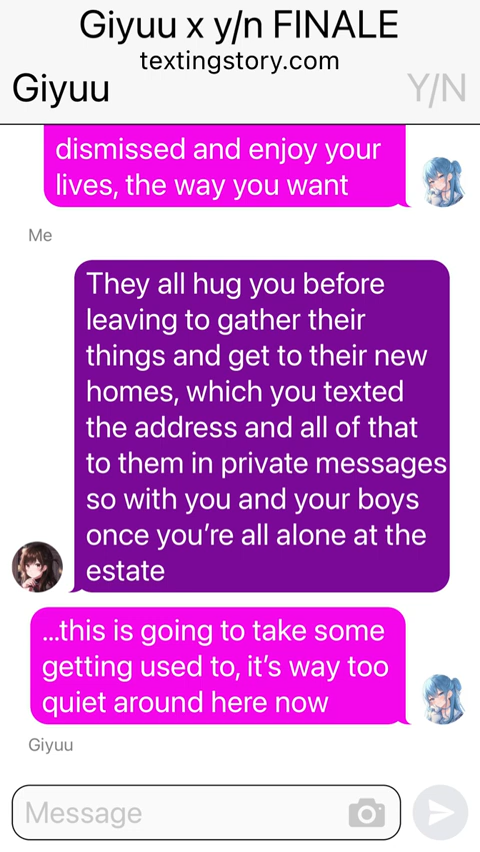 Giyuu x y/n FINALE
textingstory.com
Giyuu
Y/N
dismissed and enjoy your
lives, the way you want
Me
They all hug you before
leaving to gather their
things and get to their new
homes, which you texted
the address and all of that
to them in private messages
so with you and your boys
once you’re all alone at the
estate
...this is going to take some
getting used to, it’s way too
quiet around here now
Giyuu
Message